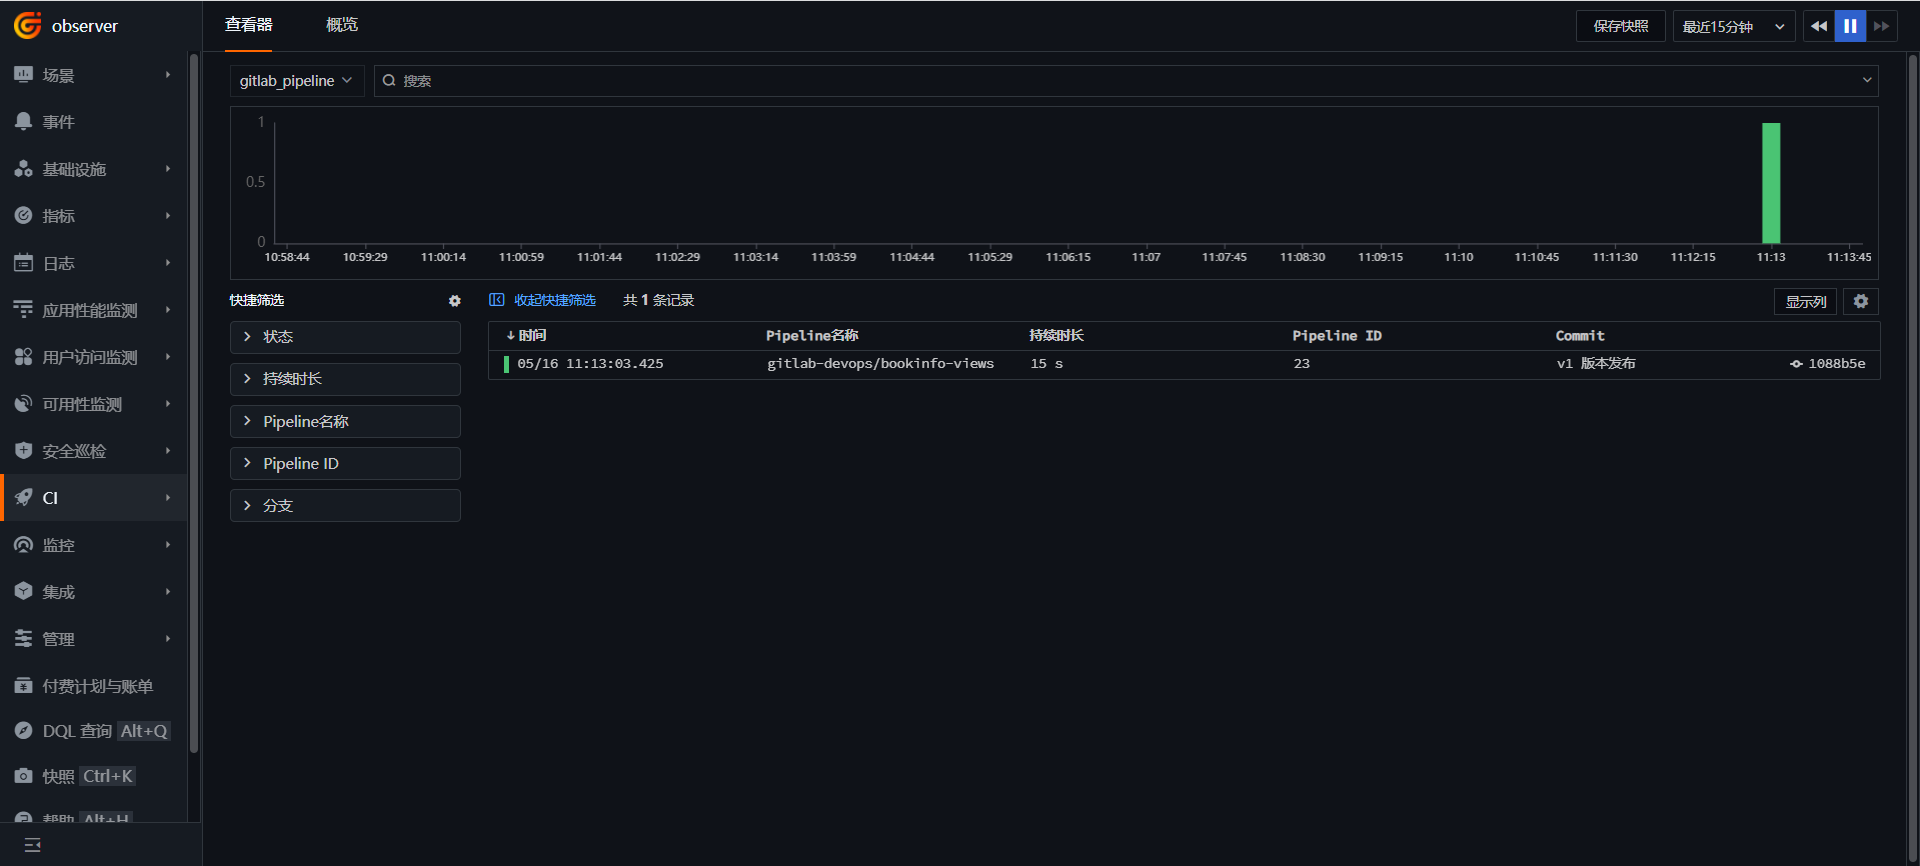 observer
查看器
概览
保存快照
最近15分钟
场景
事件
基础设施
指标
日志
应用性能监测
用户访问监测
可用性监测
安全巡检
CI
监控
集成
管理
付费计划与账单
DQL 查询 Alt+Q
快照 Ctrl+K
帮助 Alt+H
gitlab_pipeline
搜索
1
0.5
0
10:58:44 10:59:29 11:00:14 11:00:59 11:01:44 11:02:29 11:03:14 11:03:59 11:04:44 11:05:29 11:06:15 11:07 11:07:45 11:08:30 11:09:15 11:10 11:10:45 11:11:30 11:12:15 11:13 11:13:45
快捷筛选
状态
持续时长
Pipeline名称
Pipeline ID
分支
收起快捷筛选 共 1 条记录
显示列
时间 Pipeline名称 持续时长 Pipeline ID Commit
05/16 11:13:03.425 gitlab-devops/bookinfo-views 15 s 23 v1 版本发布 1088b5e